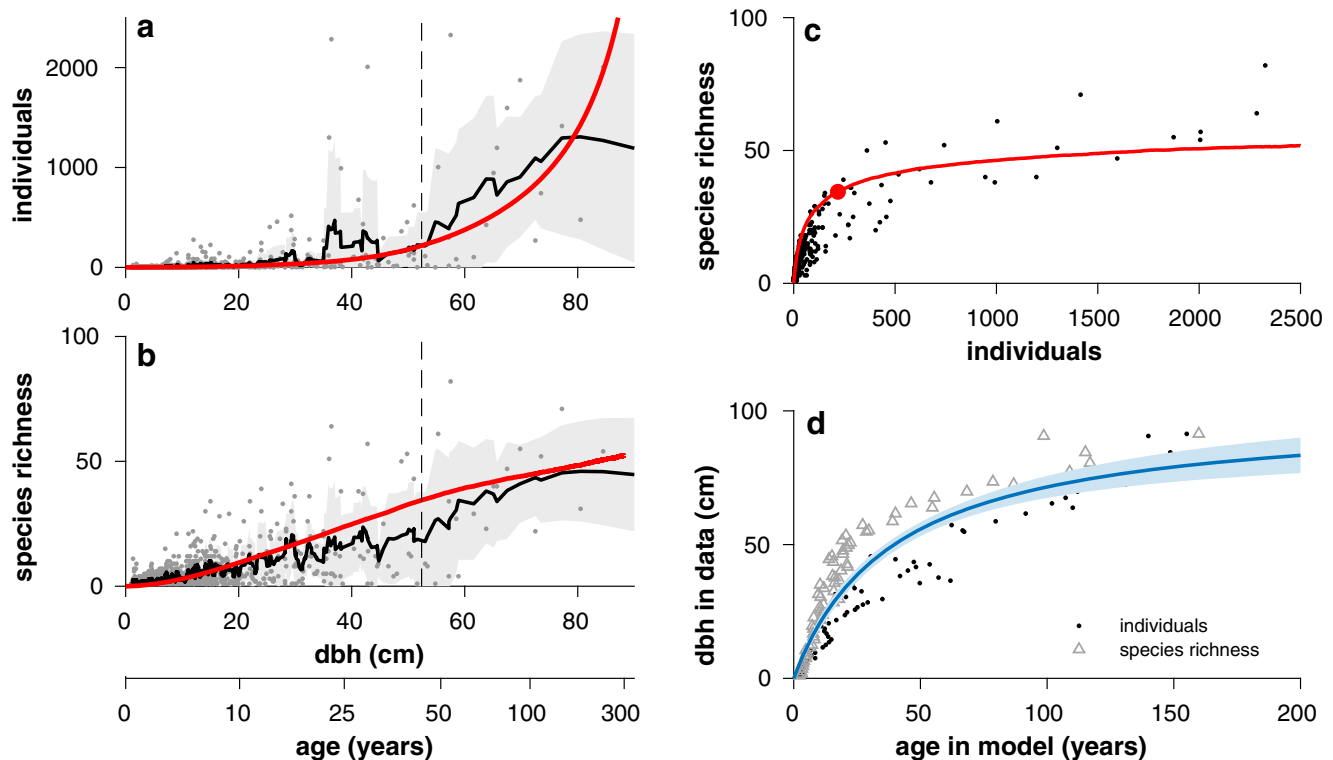 a
individuals
2000
1000
0
0 20 40 60 80
b
species richness
100
50
0
0 20 40 60 80
dbh (cm)
0 10 25 50 100 300
age (years)
c
species richness
100
50
0
0 500 1000 1500 2000 2500
individuals
d
dbh in data (cm)
100
50
0
individuals
species richness
0 50 100 150 200
age in model (years)